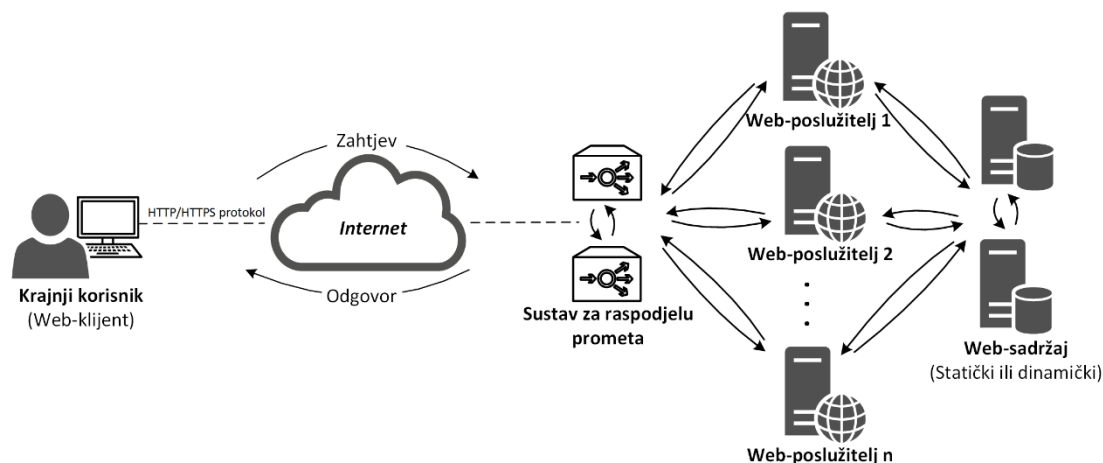 Zahtjev
HTTP/HTTPS protokol
Internet
Odgovor
Krajnji korisnik
(Web-klijent)
Sustav za raspodjelu
prometa
Web-poslužitelj 1
Web-poslužitelj 2
Web-poslužitelj n
Web-sadržaj
(Statički ili dinamički)